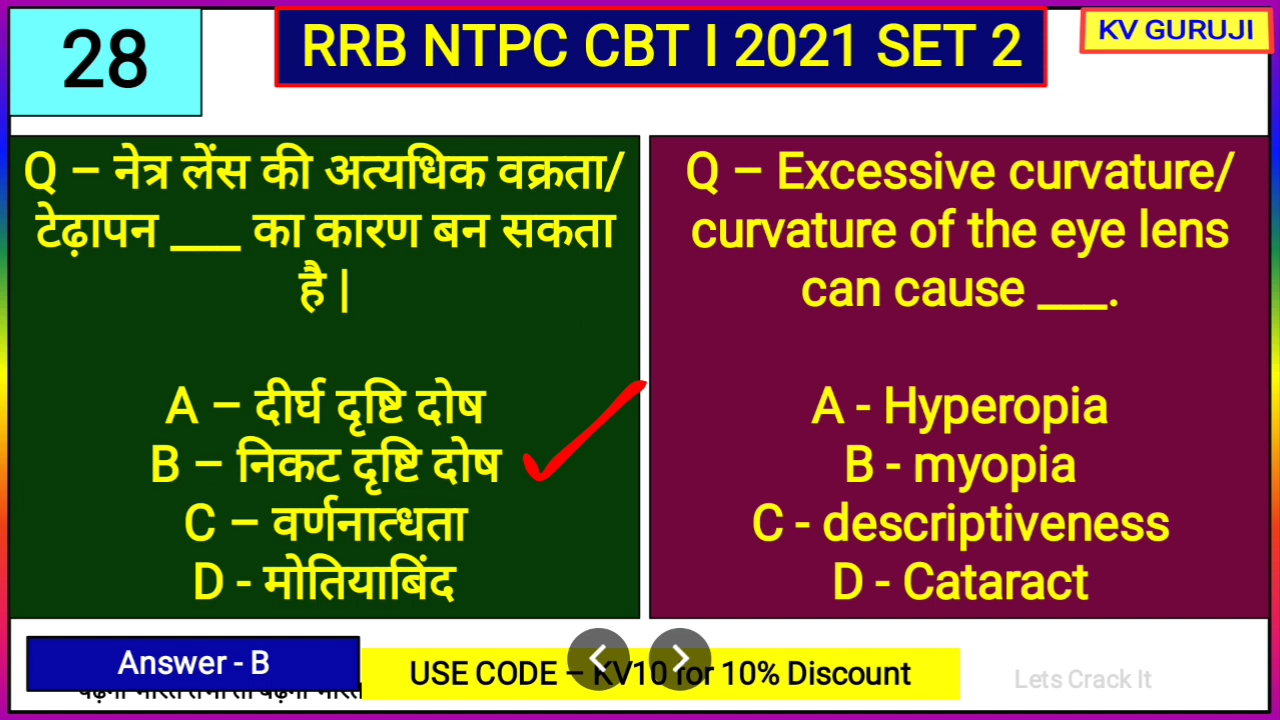 28
RRB NTPC CBT I 2021 SET 2
KV GURUJI
Q – नेत्र लेंस की अत्यधिक वक्रता/
टेढ़ापन ___ का कारण बन सकता
है |
A – दीर्घ दृष्टि दोष
B – निकट दृष्टि दोष
C – वर्णनात्धता
D - मोतियाबिंद
Q – Excessive curvature/
curvature of the eye lens
can cause ___.
A - Hyperopia
B - myopia
C - descriptiveness
D - Cataract
Answer - B
USE CODE – KV10 for 10% Discount
Lets Crack It